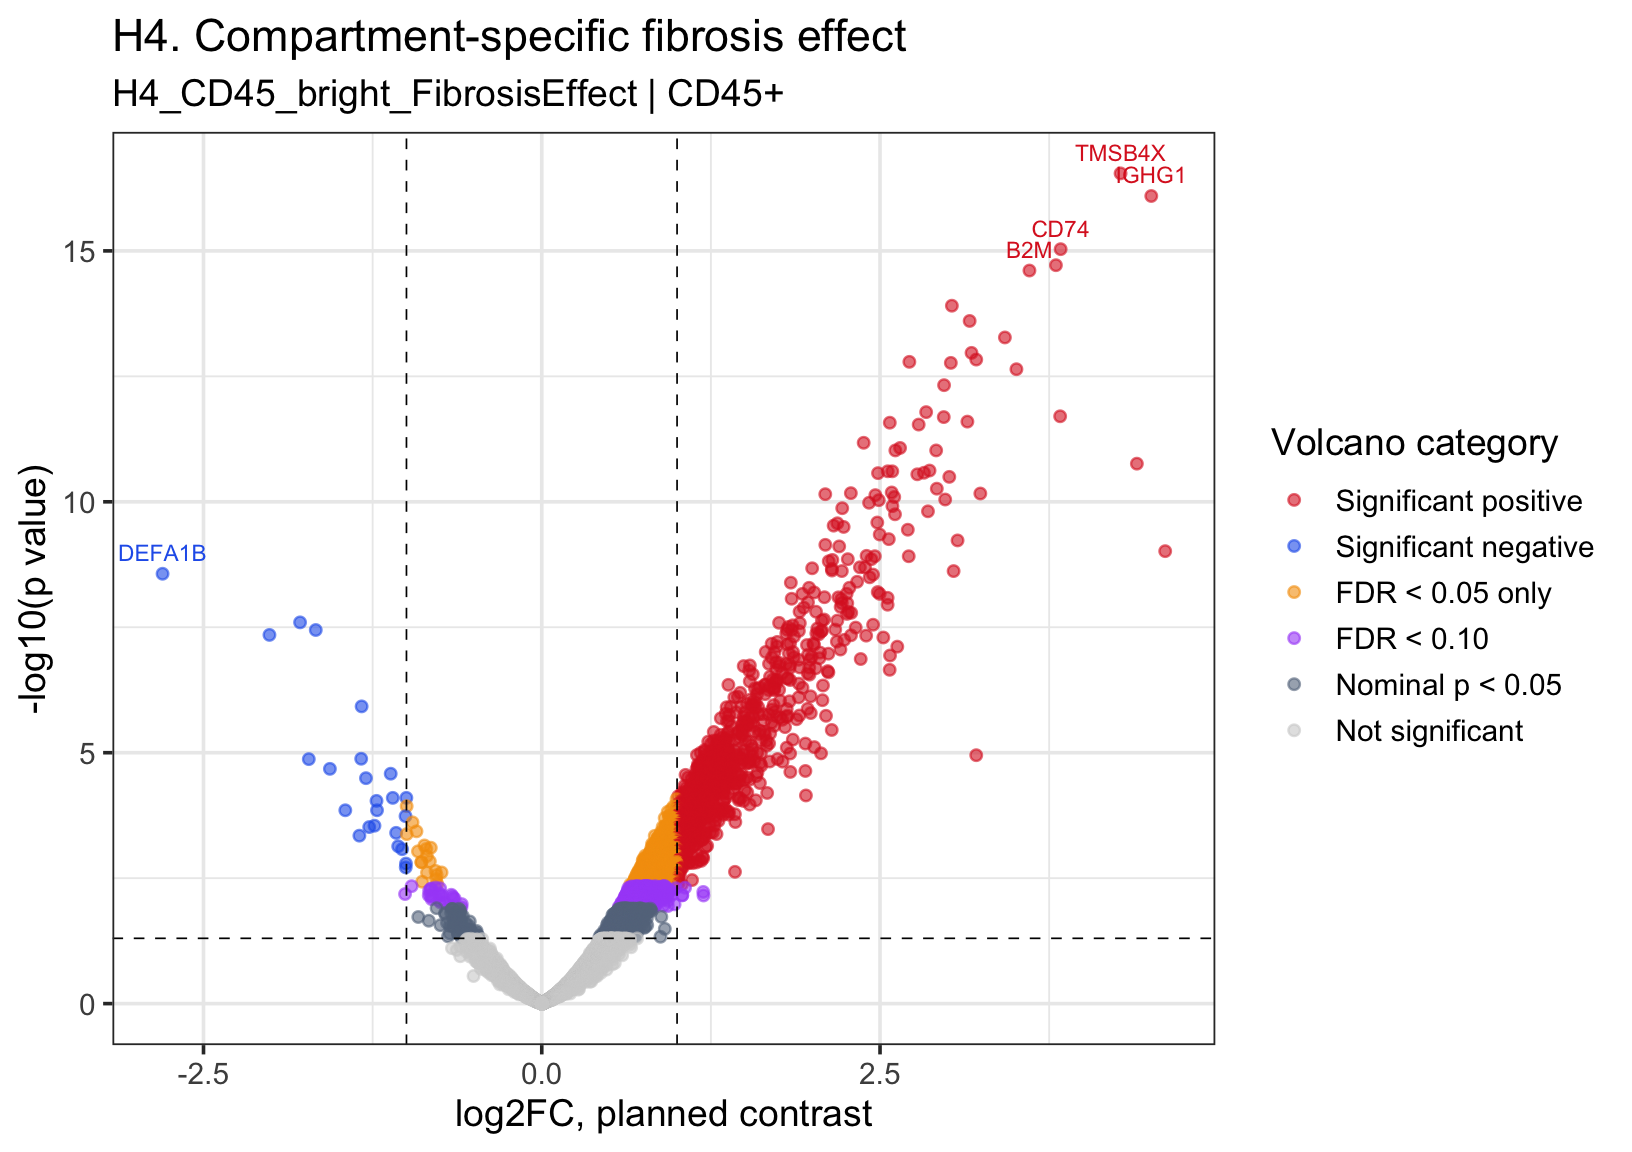 H4. Compartment-specific fibrosis effect
H4_CD45_bright_FibrosisEffect | CD45+
TMSB4X
IGHG1
CD74
B2M
DEFA1B
15
10
5
0
-log10(p value)
-2.5
0.0
2.5
log2FC, planned contrast
Volcano category
Significant positive
Significant negative
FDR < 0.05 only
FDR < 0.10
Nominal p < 0.05
Not significant